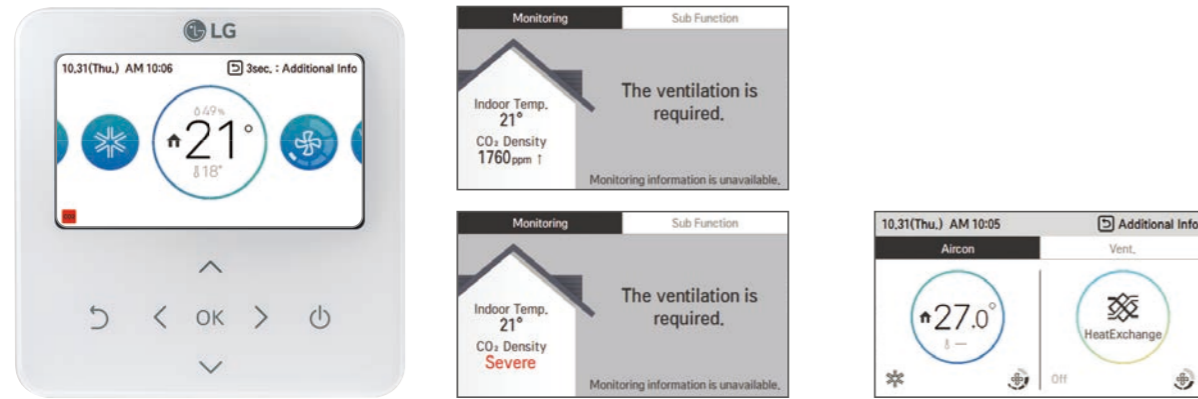 LG
10.31(Thu.) AM 10:06 3sec. : Additional Info
49%
21°
18°
OK
Monitoring Sub Function
Indoor Temp.
21°
CO₂ Density
1760ppm ↑
The ventilation is
required.
Monitoring information is unavailable.
Monitoring Sub Function
Indoor Temp.
21°
CO₂ Density
Severe
The ventilation is
required.
Monitoring information is unavailable.
10.31(Thu.) AM 10:05 Additional Info
Aircon Vent.
27.0°
HeatExchange
Off